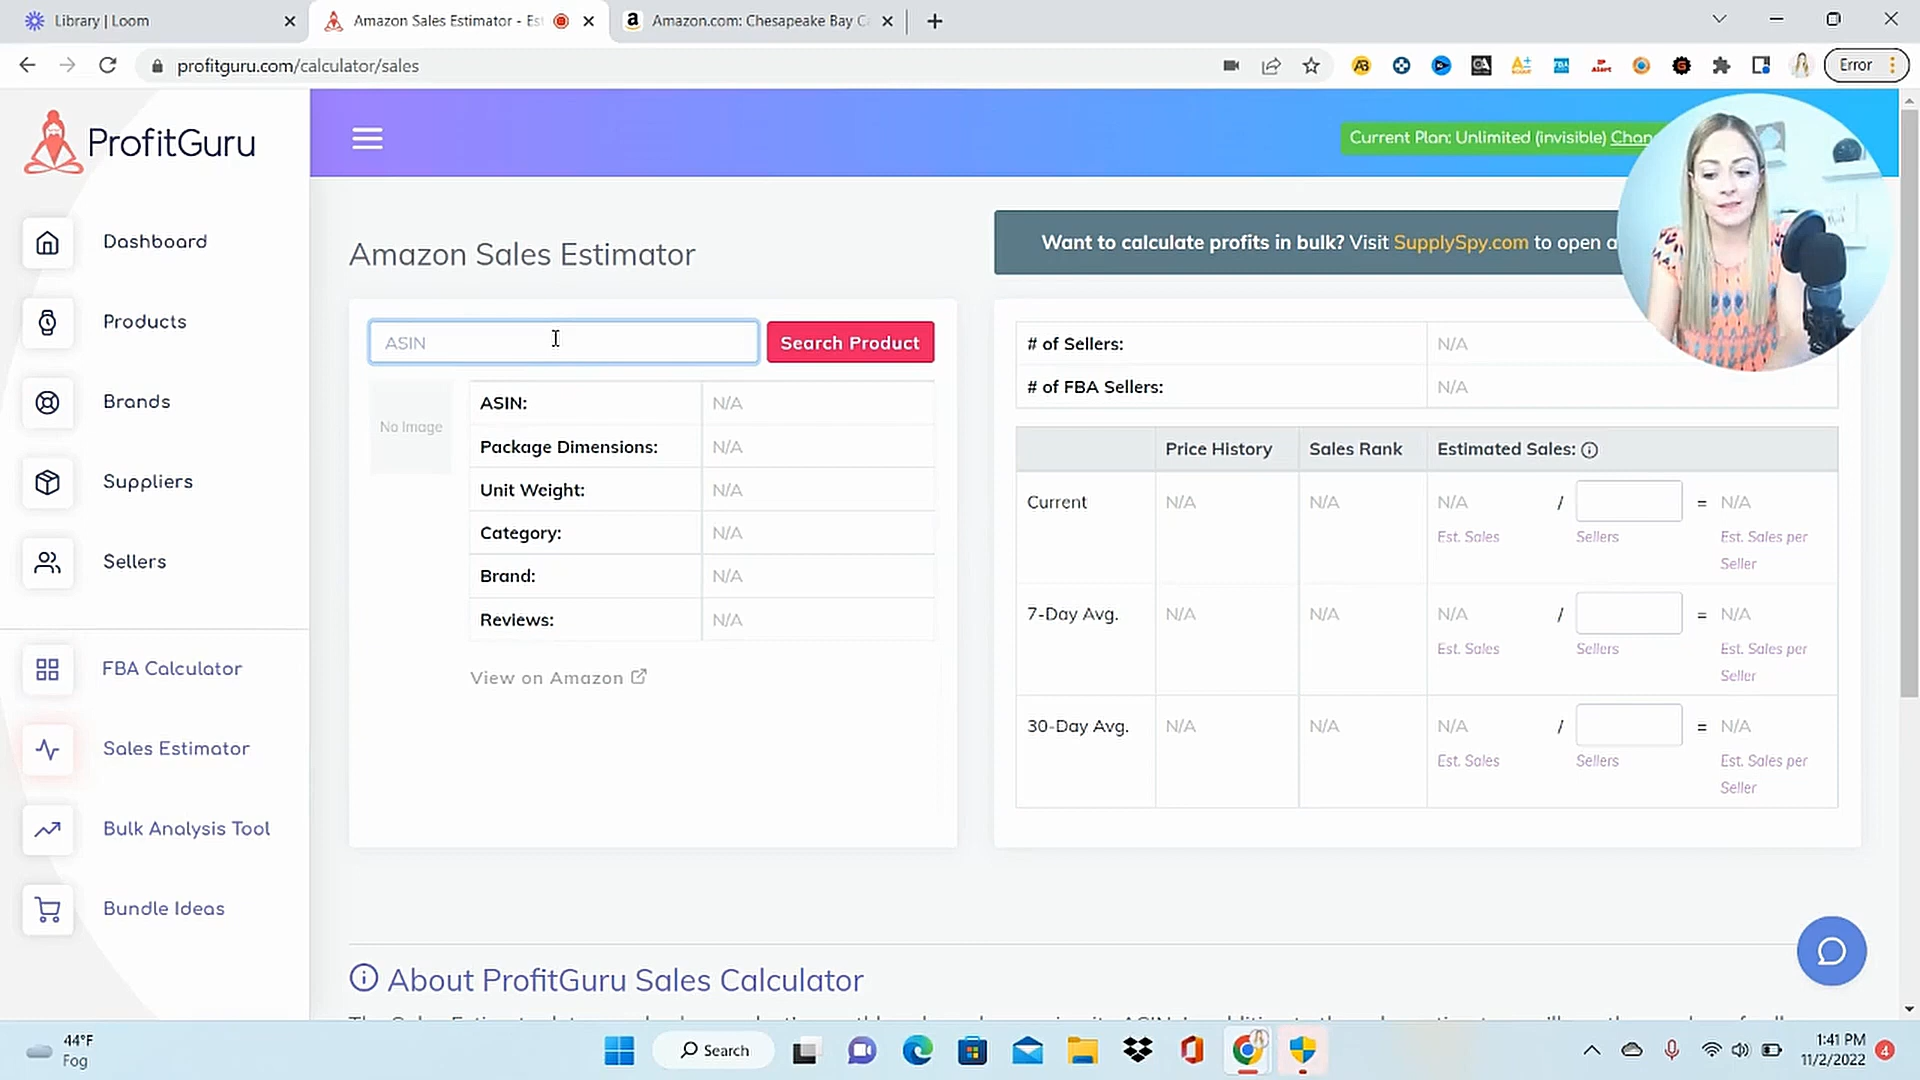 Library | Loom
Amazon Sales Estimator - Es
a Amazon.com: Chesapeake Bay C
profitguru.com/calculator/sales
Error
ProfitGuru
Current Plan: Unlimited (invisible) Chan
Dashboard
Products
Brands
Suppliers
Sellers
FBA Calculator
Sales Estimator
Bulk Analysis Tool
Bundle Ideas
Amazon Sales Estimator
Want to calculate profits in bulk? Visit SupplySpy.com to open a
ASIN
Search Product
No Image
ASIN: N/A
Package Dimensions: N/A
Unit Weight: N/A
Category: N/A
Brand: N/A
Reviews: N/A
View on Amazon
# of Sellers: N/A
# of FBA Sellers: N/A
Price History Sales Rank Estimated Sales:
Current N/A N/A N/A / = N/A
Est. Sales Sellers Est. Sales per
Seller
7-Day Avg. N/A N/A N/A / = N/A
Est. Sales Sellers Est. Sales per
Seller
30-Day Avg. N/A N/A N/A / = N/A
Est. Sales Sellers Est. Sales per
Seller
About ProfitGuru Sales Calculator
44°F
Fog
Search
1:41 PM
11/2/2022
4